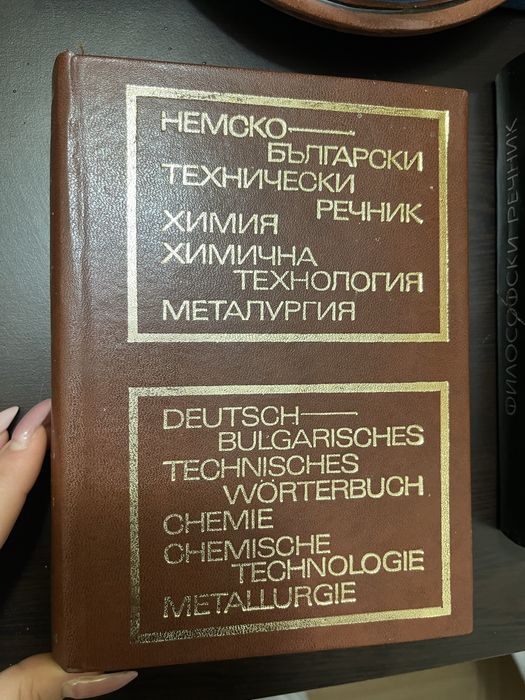 НЕМСКО—
БЪЛГАРСКИ
ТЕХНИЧЕСКИ
РЕЧНИК
ХИМИЯ
ХИМИЧНА
ТЕХНОЛОГИЯ
МЕТАЛУРГИЯ
DEUTSCH—
BULGARISCHES
TECHNISCHES
WÖRTERBUCH
CHEMIE
CHEMISCHE
TECHNOLOGIE
METALLURGIE
ФИЛОСОФСКИ РЕЧНИК